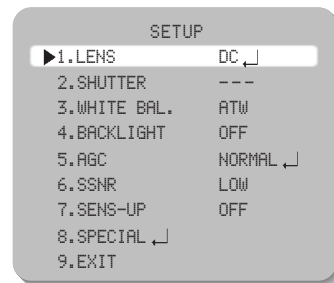 SETUP
▶1.LENS DC↵
2.SHUTTER ---
3.WHITE BAL. ATW
4.BACKLIGHT OFF
5.AGC NORMAL↵
6.SSNR LOW
7.SENS-UP OFF
8.SPECIAL↵
9.EXIT